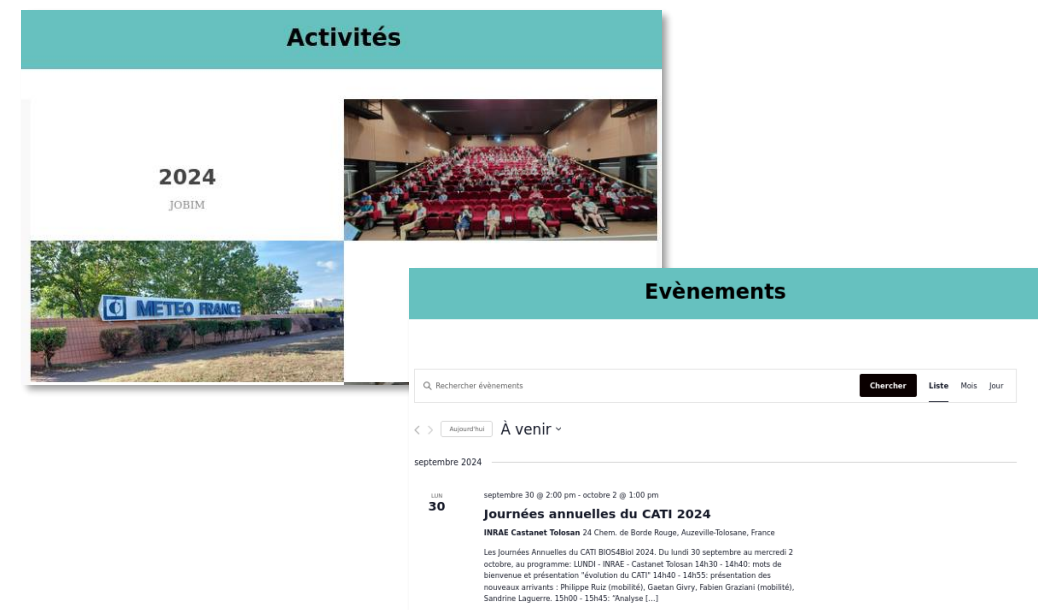 Activités
2024
JOBIM
METEO FRANCE
Evènements
Rechercher évènements
Chercher
Liste
Mois
Jour
Aujourd'hui
À venir
septembre 2024
LUN
30
septembre 30 @ 2:00 pm - octobre 2 @ 1:00 pm
Journées annuelles du CATI 2024
INRAE Castanet Tolosan 24 Chem. de Borde Rouge, Auzeville-Tolosane, France
Les Journées Annuelles du CATI BIOS4Biol 2024. Du lundi 30 septembre au mercredi 2
octobre, au programme: LUNDI - INRAE - Castanet Tolosan 14h30 - 14h40: mots de
bienvenue et présentation "évolution du CATI" 14h40 - 14h55: présentation des
nouveaux arrivants : Philippe Ruiz (mobilité), Gaetan Givry, Fabien Graziani (mobilité),
Sandrine Laguerre. 15h00 - 15h45: "Analyse [...]